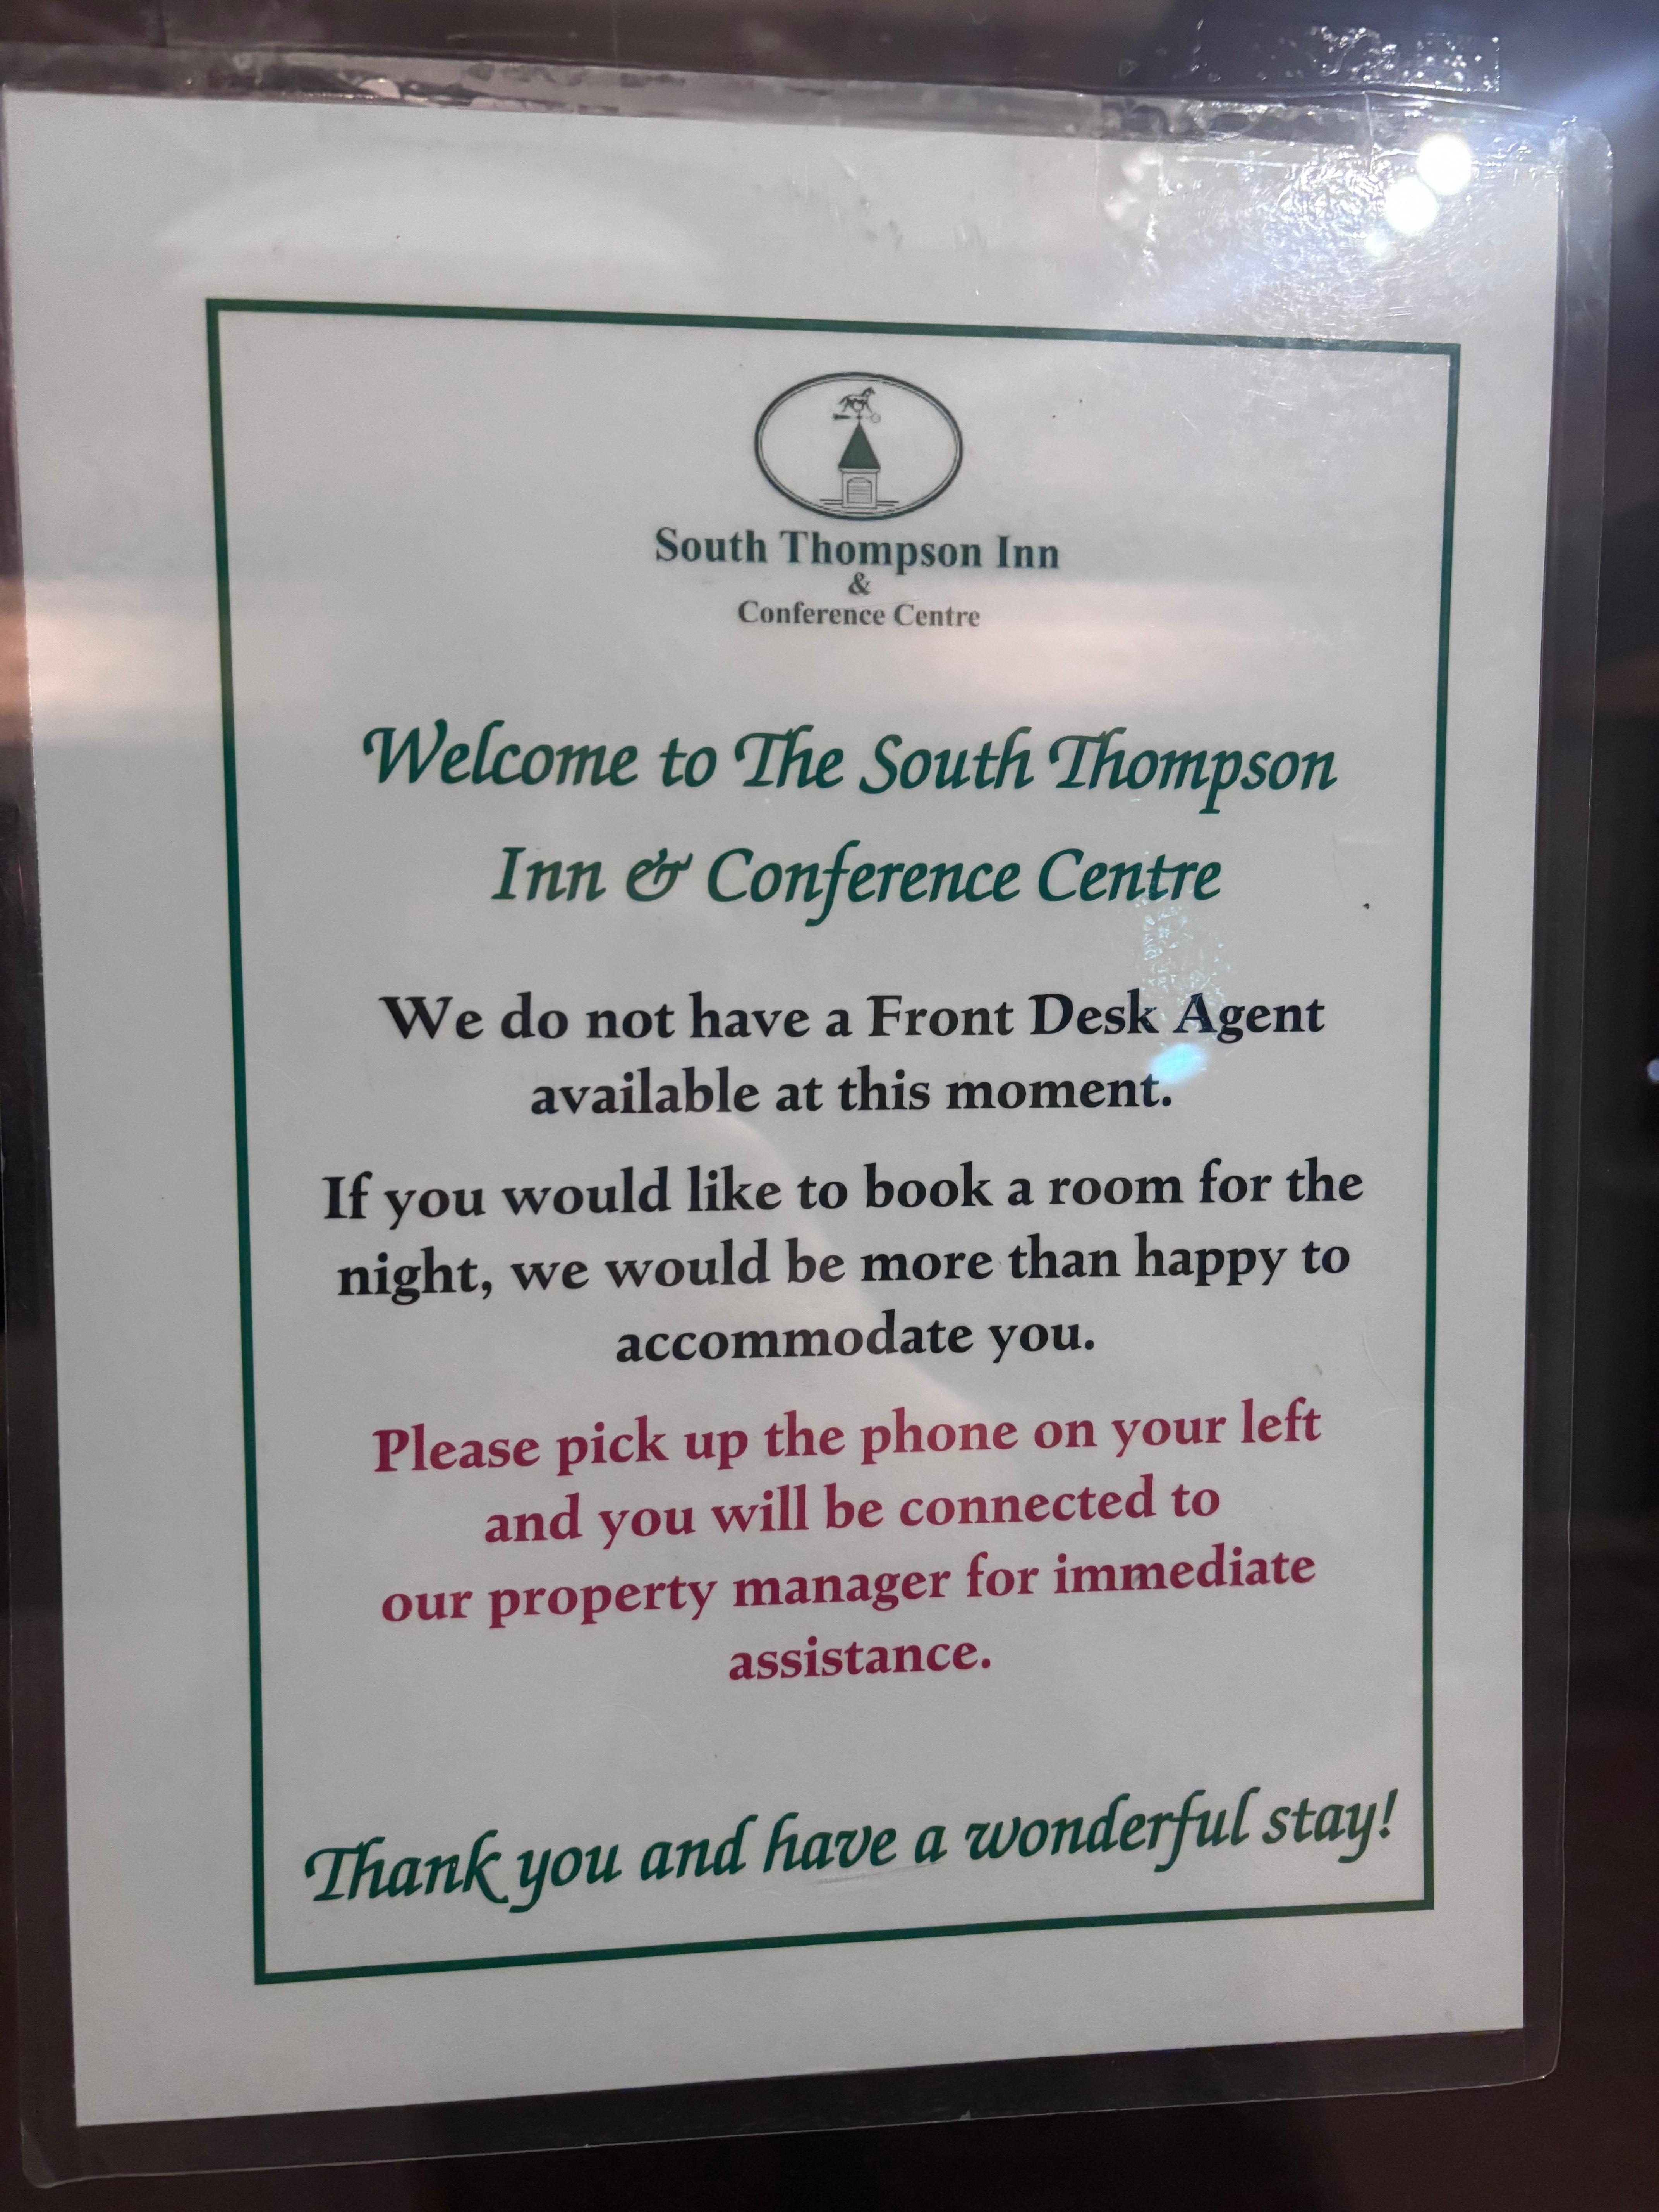 South Thompson Inn
&
Conference Centre
Welcome to The South Thompson
Inn & Conference Centre
We do not have a Front Desk Agent
available at this moment.
If you would like to book a room for the
night, we would be more than happy to
accommodate you.
Please pick up the phone on your left
and you will be connected to
our property manager for immediate
assistance.
Thank you and have a wonderful stay!